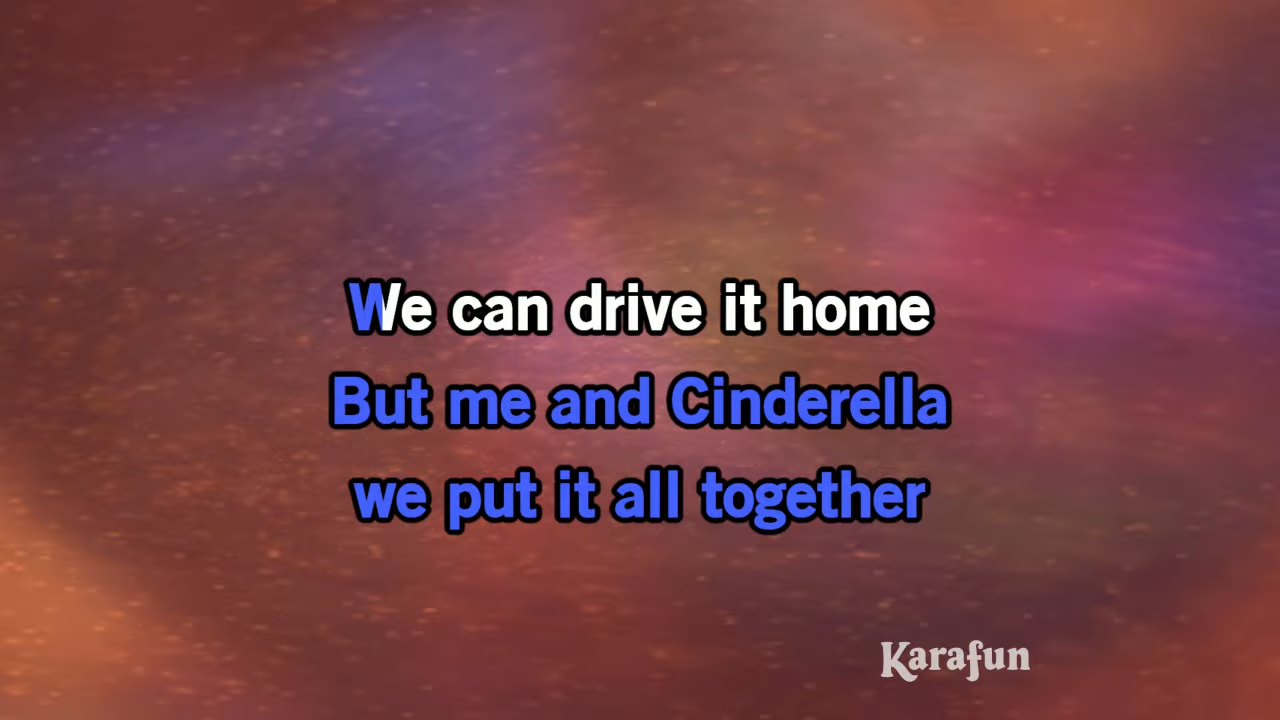 We can drive it home
But me and Cinderella
we put it all together
Karafun